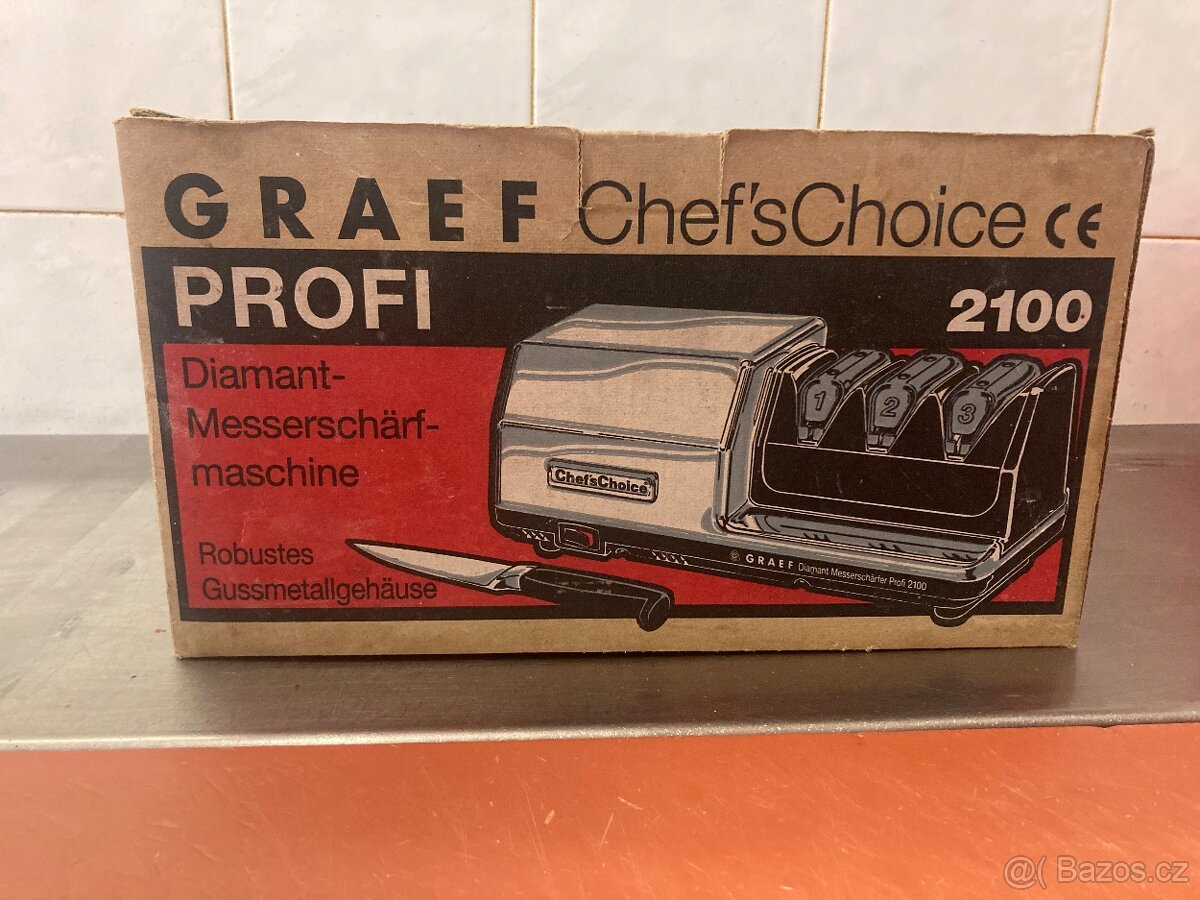 GRAEF Chef'sChoice CE
PROFI
2100
Diamant-
Messerschärf-
maschine
1 2 3
Chef'sChoice
Robustes
Gussmetallgehäuse
GRAEF Diamant Messerschärfer Profi 2100
@( Bazos.cz